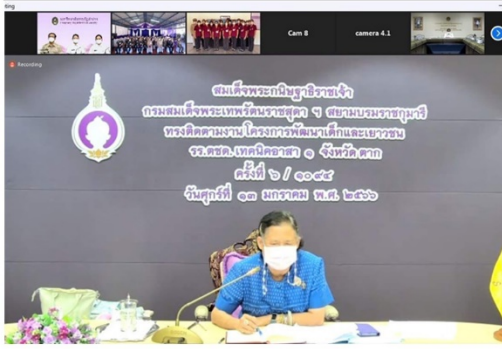 ting
Cam 8
camera 4.1
Recording
สมเด็จพระกนิษฐาธิราชเจ้า
กรมสมเด็จพระเทพรัตนราชสุดา ฯ สยามบรมราชกุมารี
ทรงติดตามงานโครงการพัฒนาเด็กและเยาวชน
รร.ตชด.เทคนิคอาสา ๑ จังหวัดตาก
ครั้งที่ ๖ / ๑๐๙๔
วันศุกร์ที่ ๑๓ มกราคม พ.ศ. ๒๕๖๖